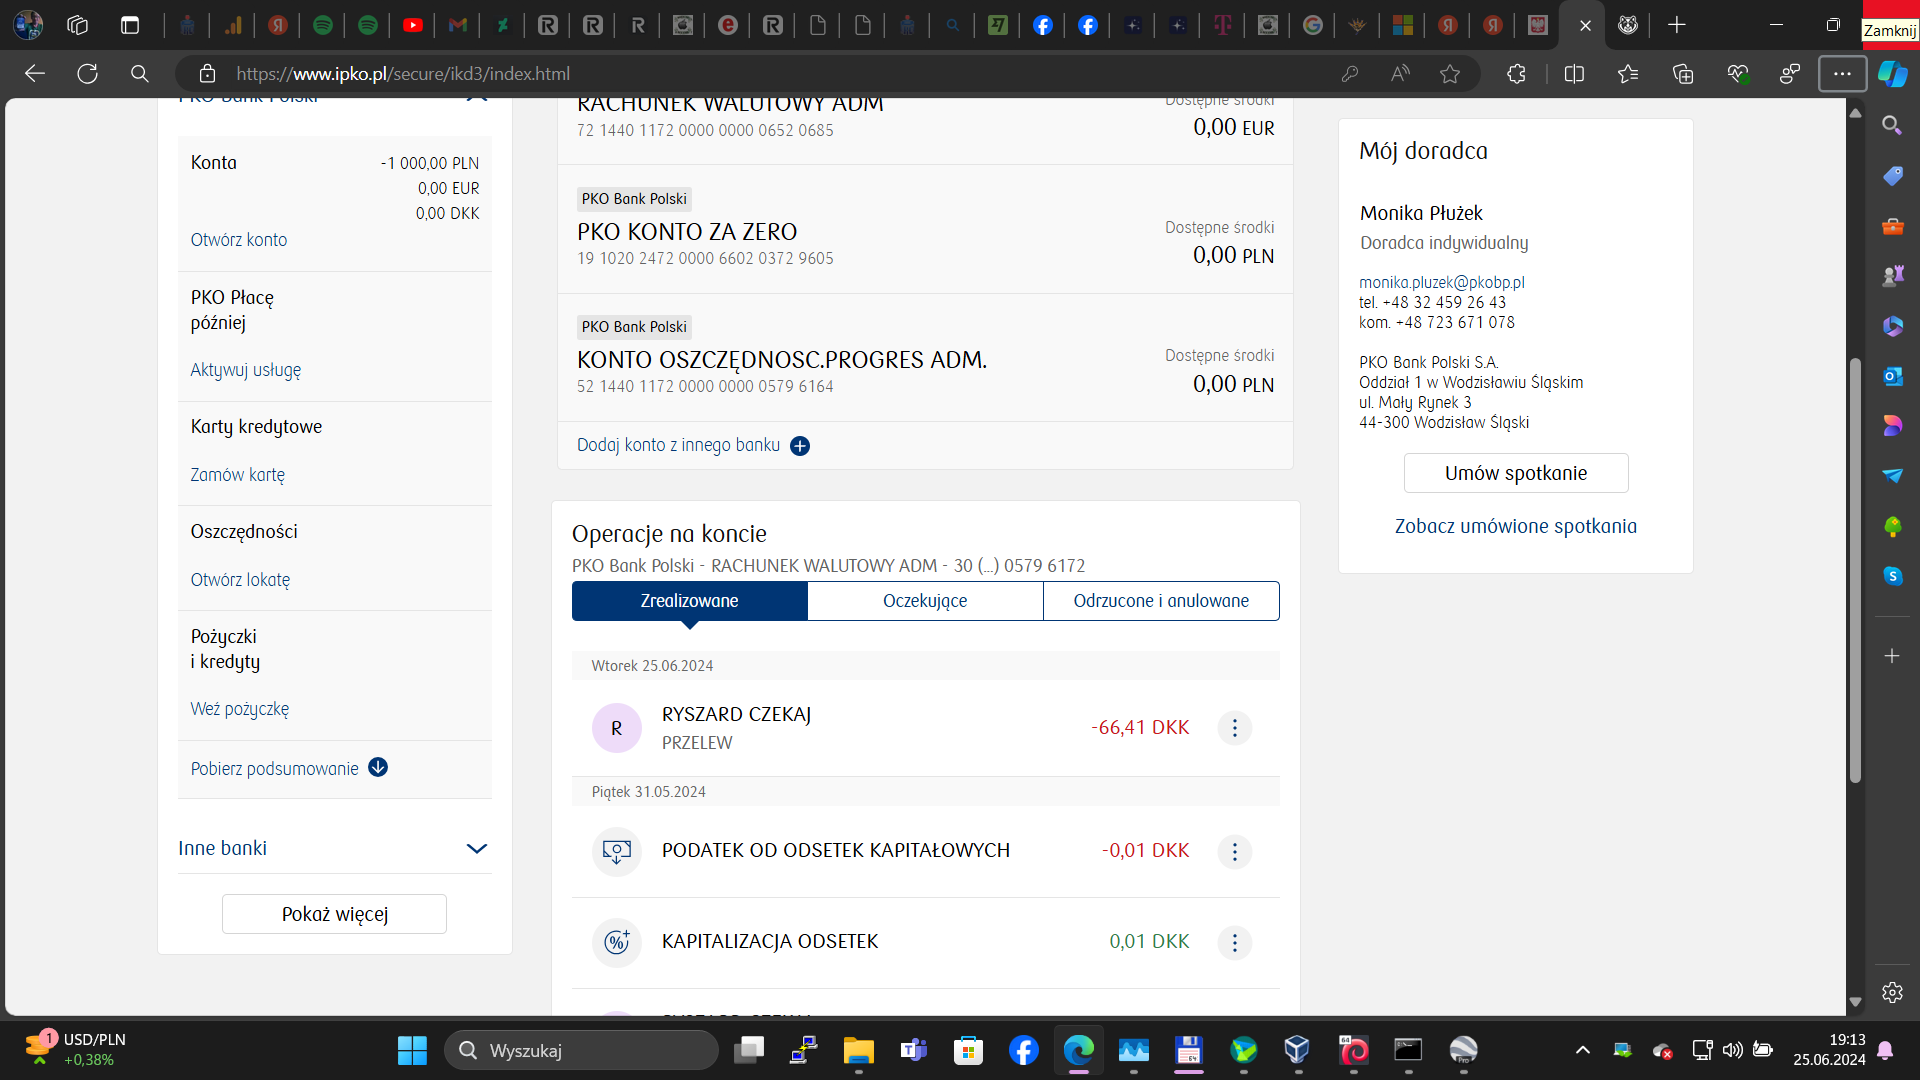 Zamknij
https://www.ipko.pl/secure/ikd3/index.html
PKO Bank Polski
Konta
-1 000,00 PLN
0,00 EUR
0,00 DKK
Otwórz konto
PKO Płacę
później
Aktywuj usługę
Karty kredytowe
Zamów kartę
Oszczędności
Otwórz lokatę
Pożyczki
i kredyty
Weź pożyczkę
Pobierz podsumowanie
Inne banki
Pokaż więcej
RACHUNEK WALUTOWY ADM
72 1440 1172 0000 0000 0652 0685
Dostępne środki
0,00 EUR
PKO Bank Polski
PKO KONTO ZA ZERO
19 1020 2472 0000 6602 0372 9605
Dostępne środki
0,00 PLN
PKO Bank Polski
KONTO OSZCZĘDNOSC.PROGRES ADM.
52 1440 1172 0000 0000 0579 6164
Dostępne środki
0,00 PLN
Dodaj konto z innego banku
Operacje na koncie
PKO Bank Polski - RACHUNEK WALUTOWY ADM - 30 (...) 0579 6172
Zrealizowane
Oczekujące
Odrzucone i anulowane
Wtorek 25.06.2024
R
RYSZARD CZEKAJ
PRZELEW
-66,41 DKK
Piątek 31.05.2024
PODATEK OD ODSETEK KAPITAŁOWYCH
-0,01 DKK
KAPITALIZACJA ODSETEK
0,01 DKK
Mój doradca
Monika Płużek
Doradca indywidualny
monika.pluzek@pkobp.pl
tel. +48 32 459 26 43
kom. +48 723 671 078
PKO Bank Polski S.A.
Oddział 1 w Wodzisławiu Śląskim
ul. Mały Rynek 3
44-300 Wodzisław Śląski
Umów spotkanie
Zobacz umówione spotkania
1
USD/PLN
+0,38%
Wyszukaj
19:13
25.06.2024